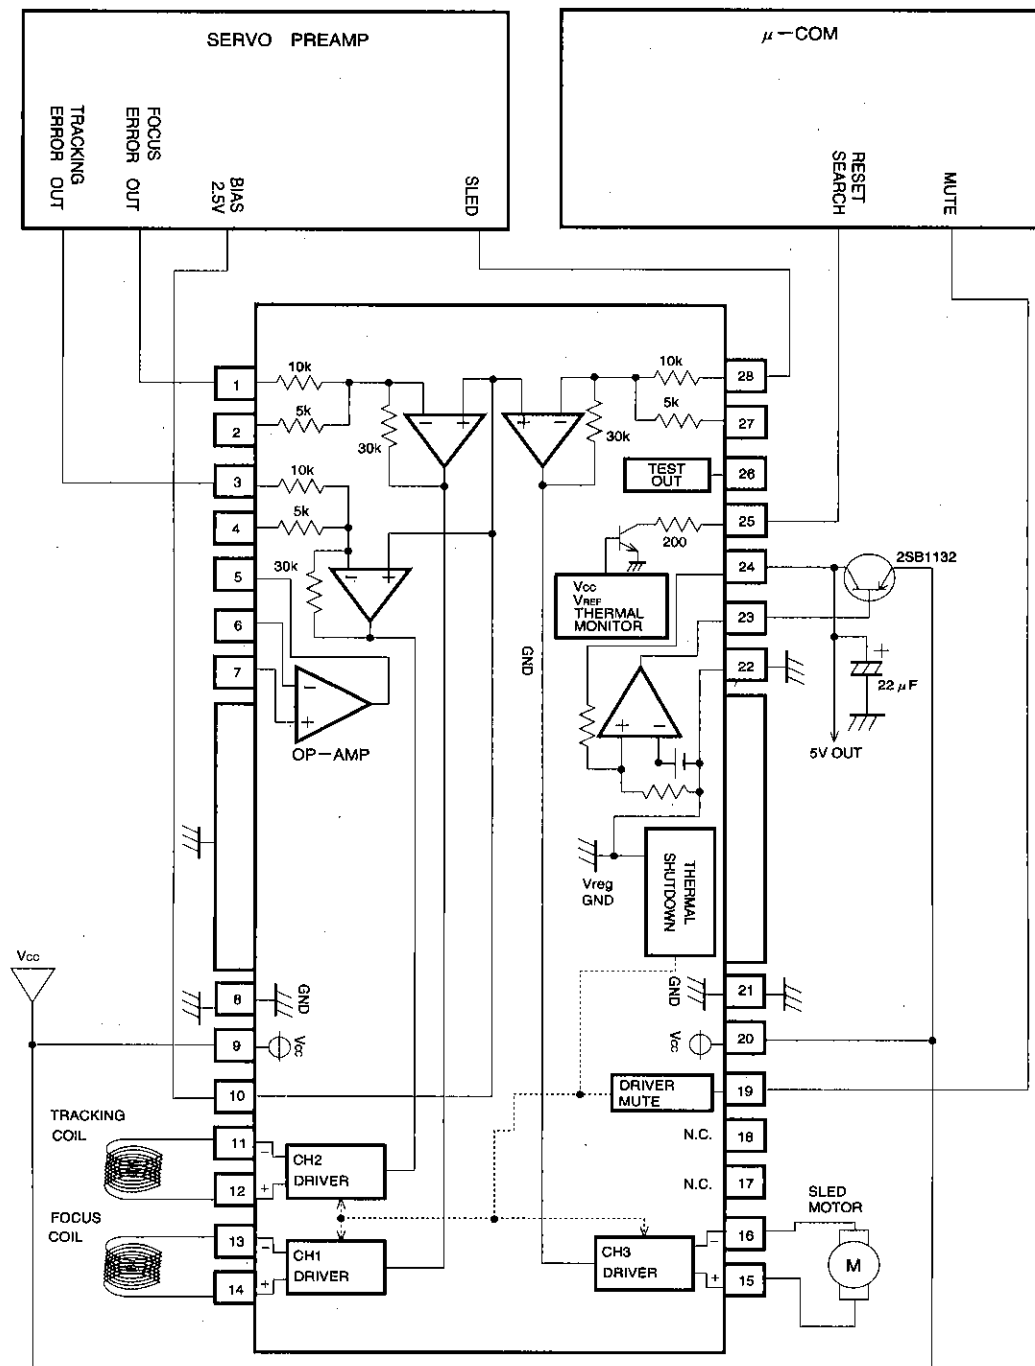 SERVO PREAMP
TRACKING
ERROR OUT
FOCUS
ERROR OUT
BIAS
2.5V
SLED
μ-COM
RESET
SEARCH
MUTE
1
10k
2
5k
3
10k
4
5k
5
30k
6
7
30k
- +
+ -
30k
10k
28
5k
27
TEST
OUT
26
25
200
24
2SB1132
23
22
+
22 μF
5V OUT
Vcc
VREF
THERMAL
MONITOR
GND
- +
-
+
OP-AMP
+ -
Vreg
GND
THERMAL
SHUTDOWN
Vcc
8
GND
9
Vcc
10
GND
21
Vcc
20
DRIVER
MUTE
19
N.C.
18
N.C.
17
TRACKING
COIL
11
-
12
+
CH2
DRIVER
FOCUS
COIL
13
-
14
+
CH1
DRIVER
CH3
DRIVER
-
16
+
15
SLED
MOTOR
M